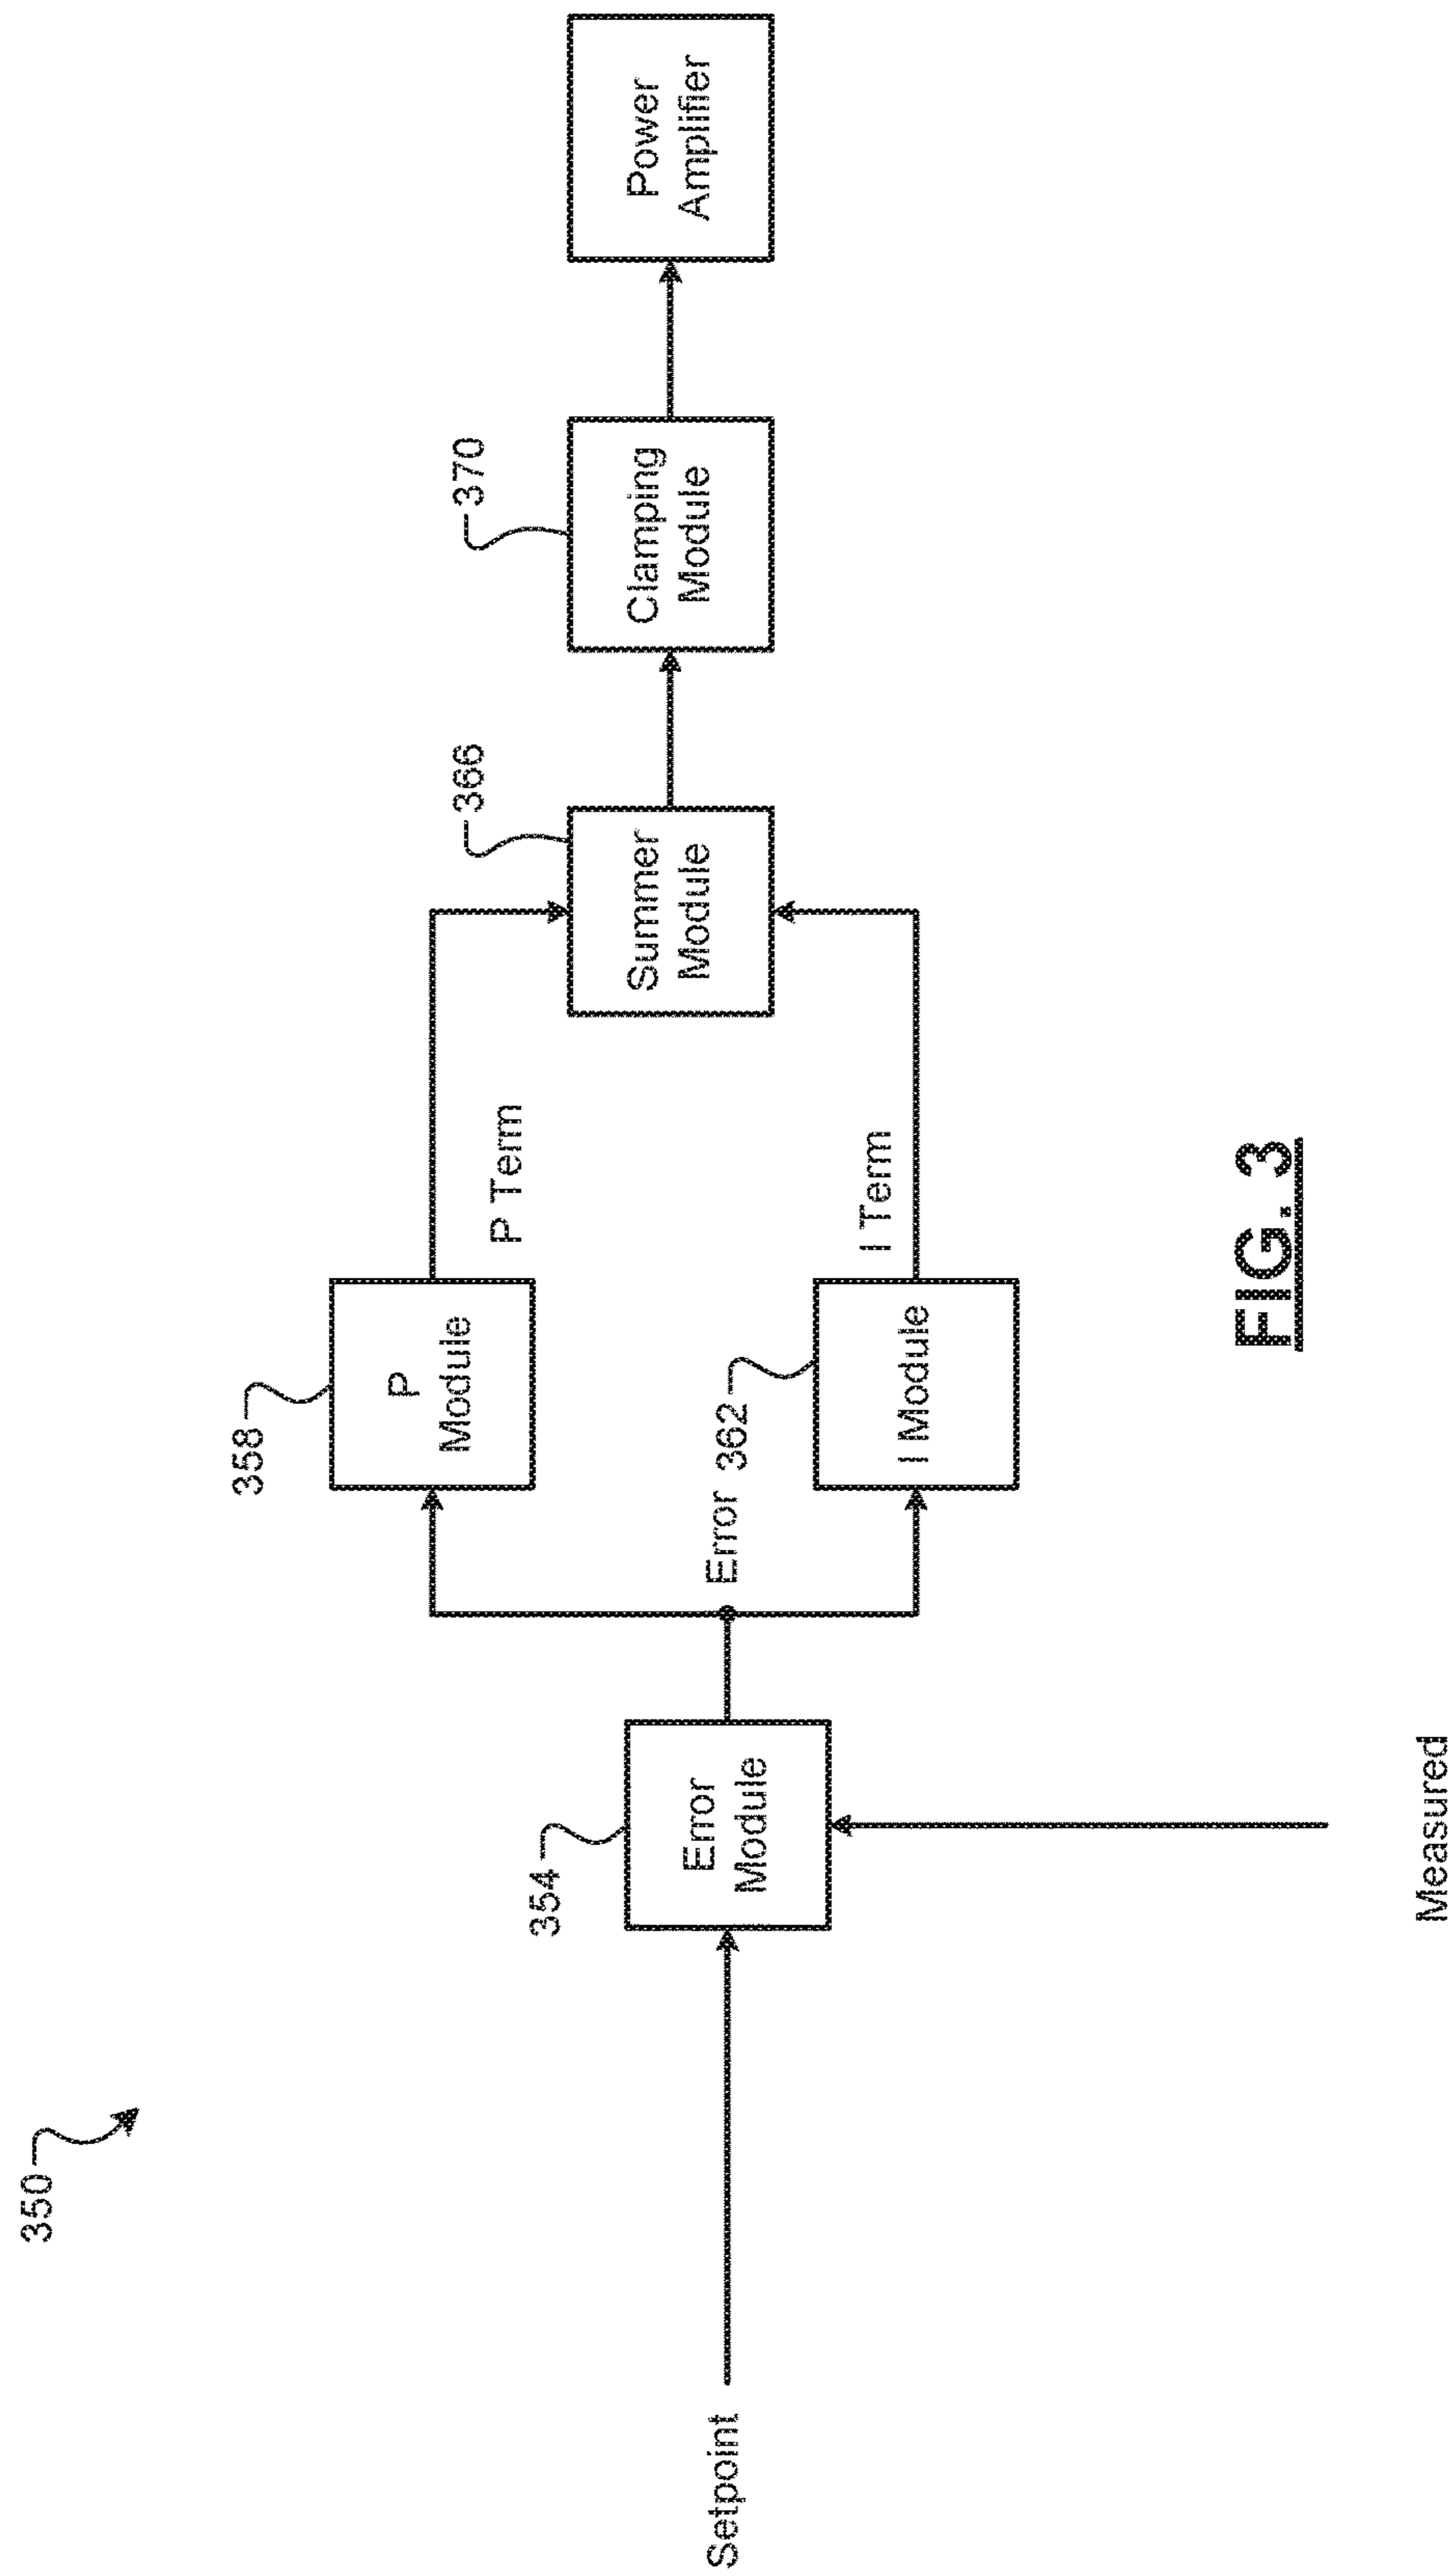 350
Setpoint
354
Error
Module
Measured
Error
358
P
Module
362
I Module
P Term
I Term
366
Summer
Module
370
Clamping
Module
Power
Amplifier
FIG. 3